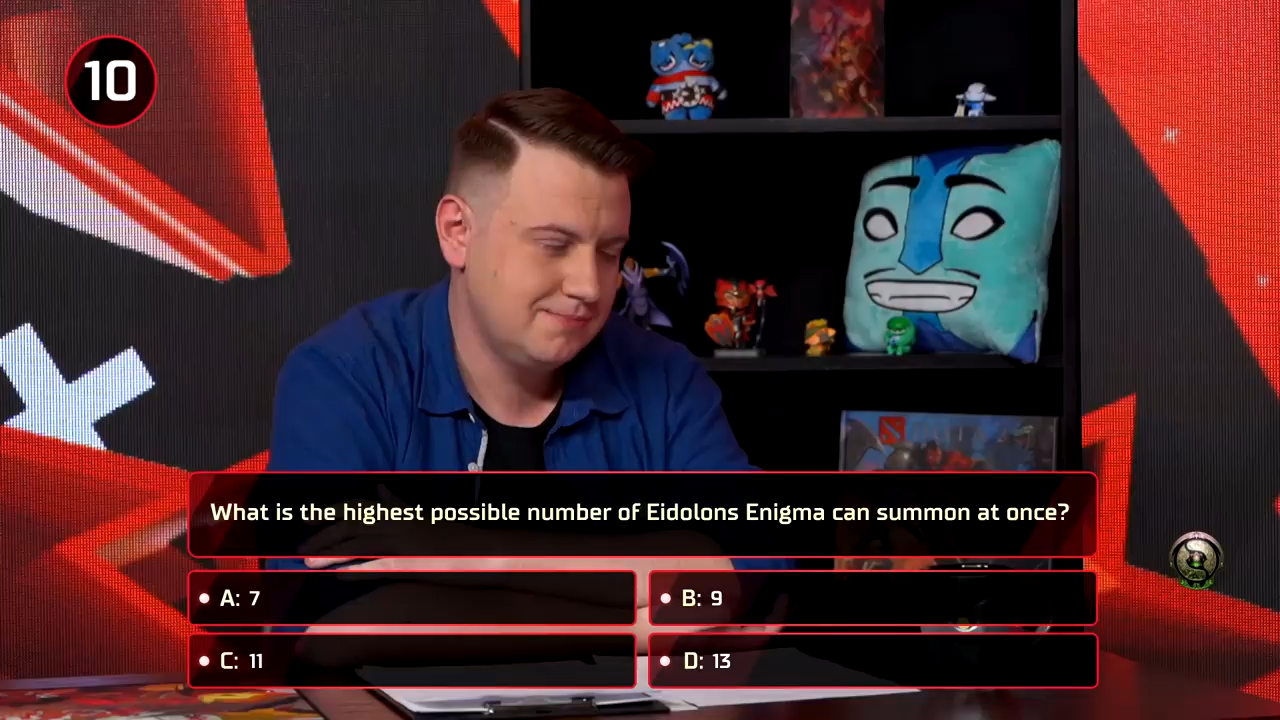 10
What is the highest possible number of Eidolons Enigma can summon at once?
A: 7
B: 9
C: 11
D: 13